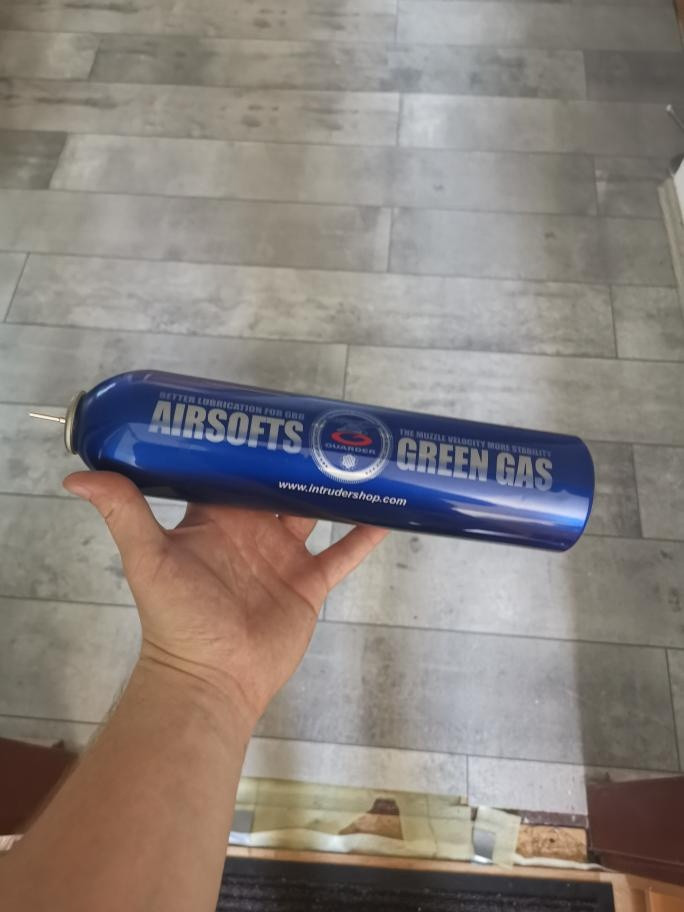 BETTER LUBRICATION FOR GBB
AIRSOFTS
GUARDER
THE MUZZLE VELOCITY MORE STABILITY
GREEN GAS
www.intrudershop.com